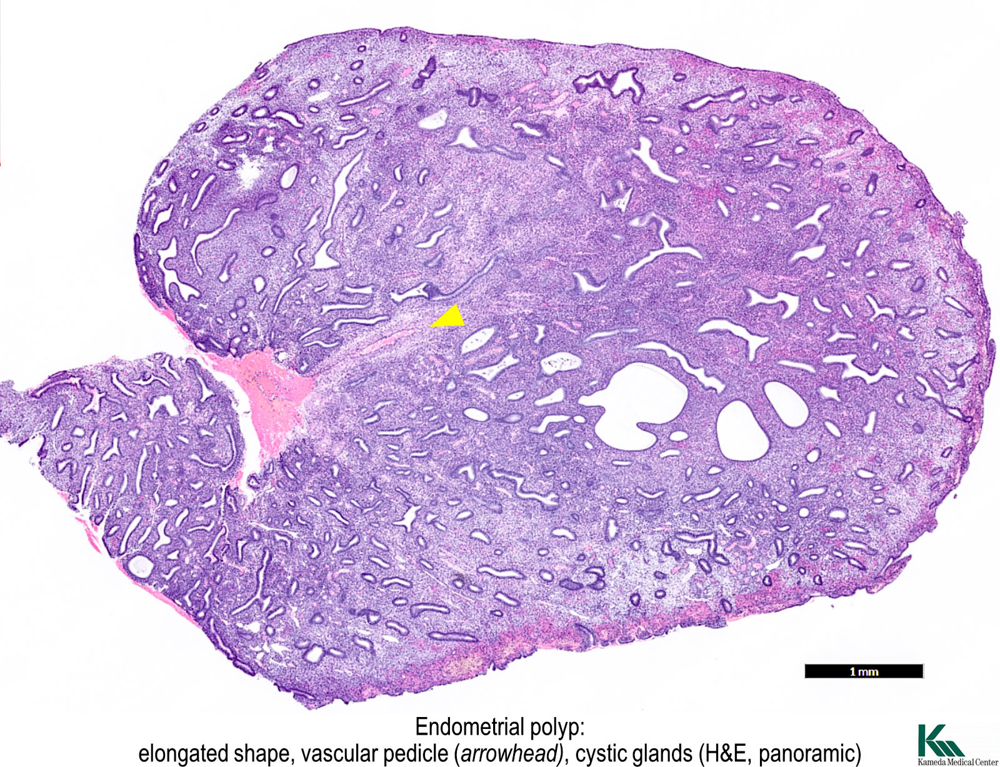 1 mm
Endometrial polyp:
elongated shape, vascular pedicle (arrowhead), cystic glands (H&E, panoramic)
Kameda Medical Center